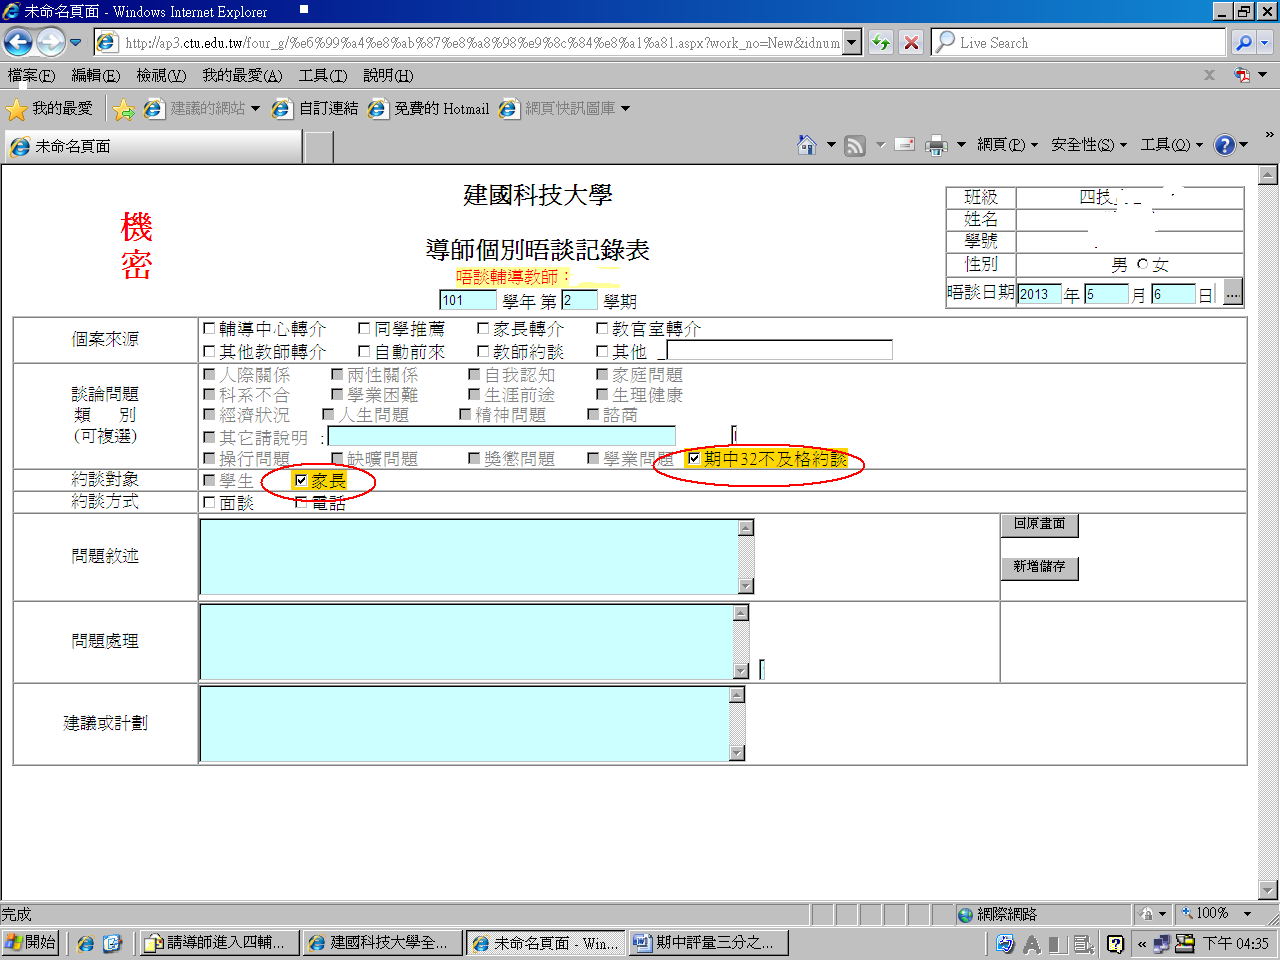 未命名頁面 - Windows Internet Explorer
http://ap3.ctu.edu.tw/four_g/%e6%99%a4%e8%ab%87%e8%a8%98%e9%8c%84%e8%a1%a81.aspx?work_no=New&idnum
Live Search
檔案(F) 編輯(E) 檢視(V) 我的最愛(A) 工具(T) 說明(H)
我的最愛 建議的網站 自訂連結 免費的 Hotmail 網頁快訊圖庫
未命名頁面
網頁(P) 安全性(S) 工具(O) »
機密
建國科技大學
導師個別晤談記錄表
晤談輔導教師：
101 學年 第 2 學期
班級 四技
姓名
學號
性別 男 女
晤談日期 2013 年 5 月 6 日 ....
個案來源
輔導中心轉介 同學推薦 家長轉介 教官室轉介
其他教師轉介 自動前來 教師約談 其他 _
談論問題
類 別
(可複選)
人際關係 兩性關係 自我認知 家庭問題
科系不合 學業困難 生涯前途 生理健康
經濟狀況 人生問題 精神問題 諮商
其它請說明 :
操行問題 缺曠問題 獎懲問題 學業問題 期中32不及格約談
約談對象 學生 家長
約談方式 面談 電話
問題敘述
回原畫面
新增儲存
問題處理
建議或計劃
完成
網際網路
100%
開始
請導師進入四輔...
建國科技大學全...
未命名頁面 - Win...
期中評量三分之...
« 下午 04:35